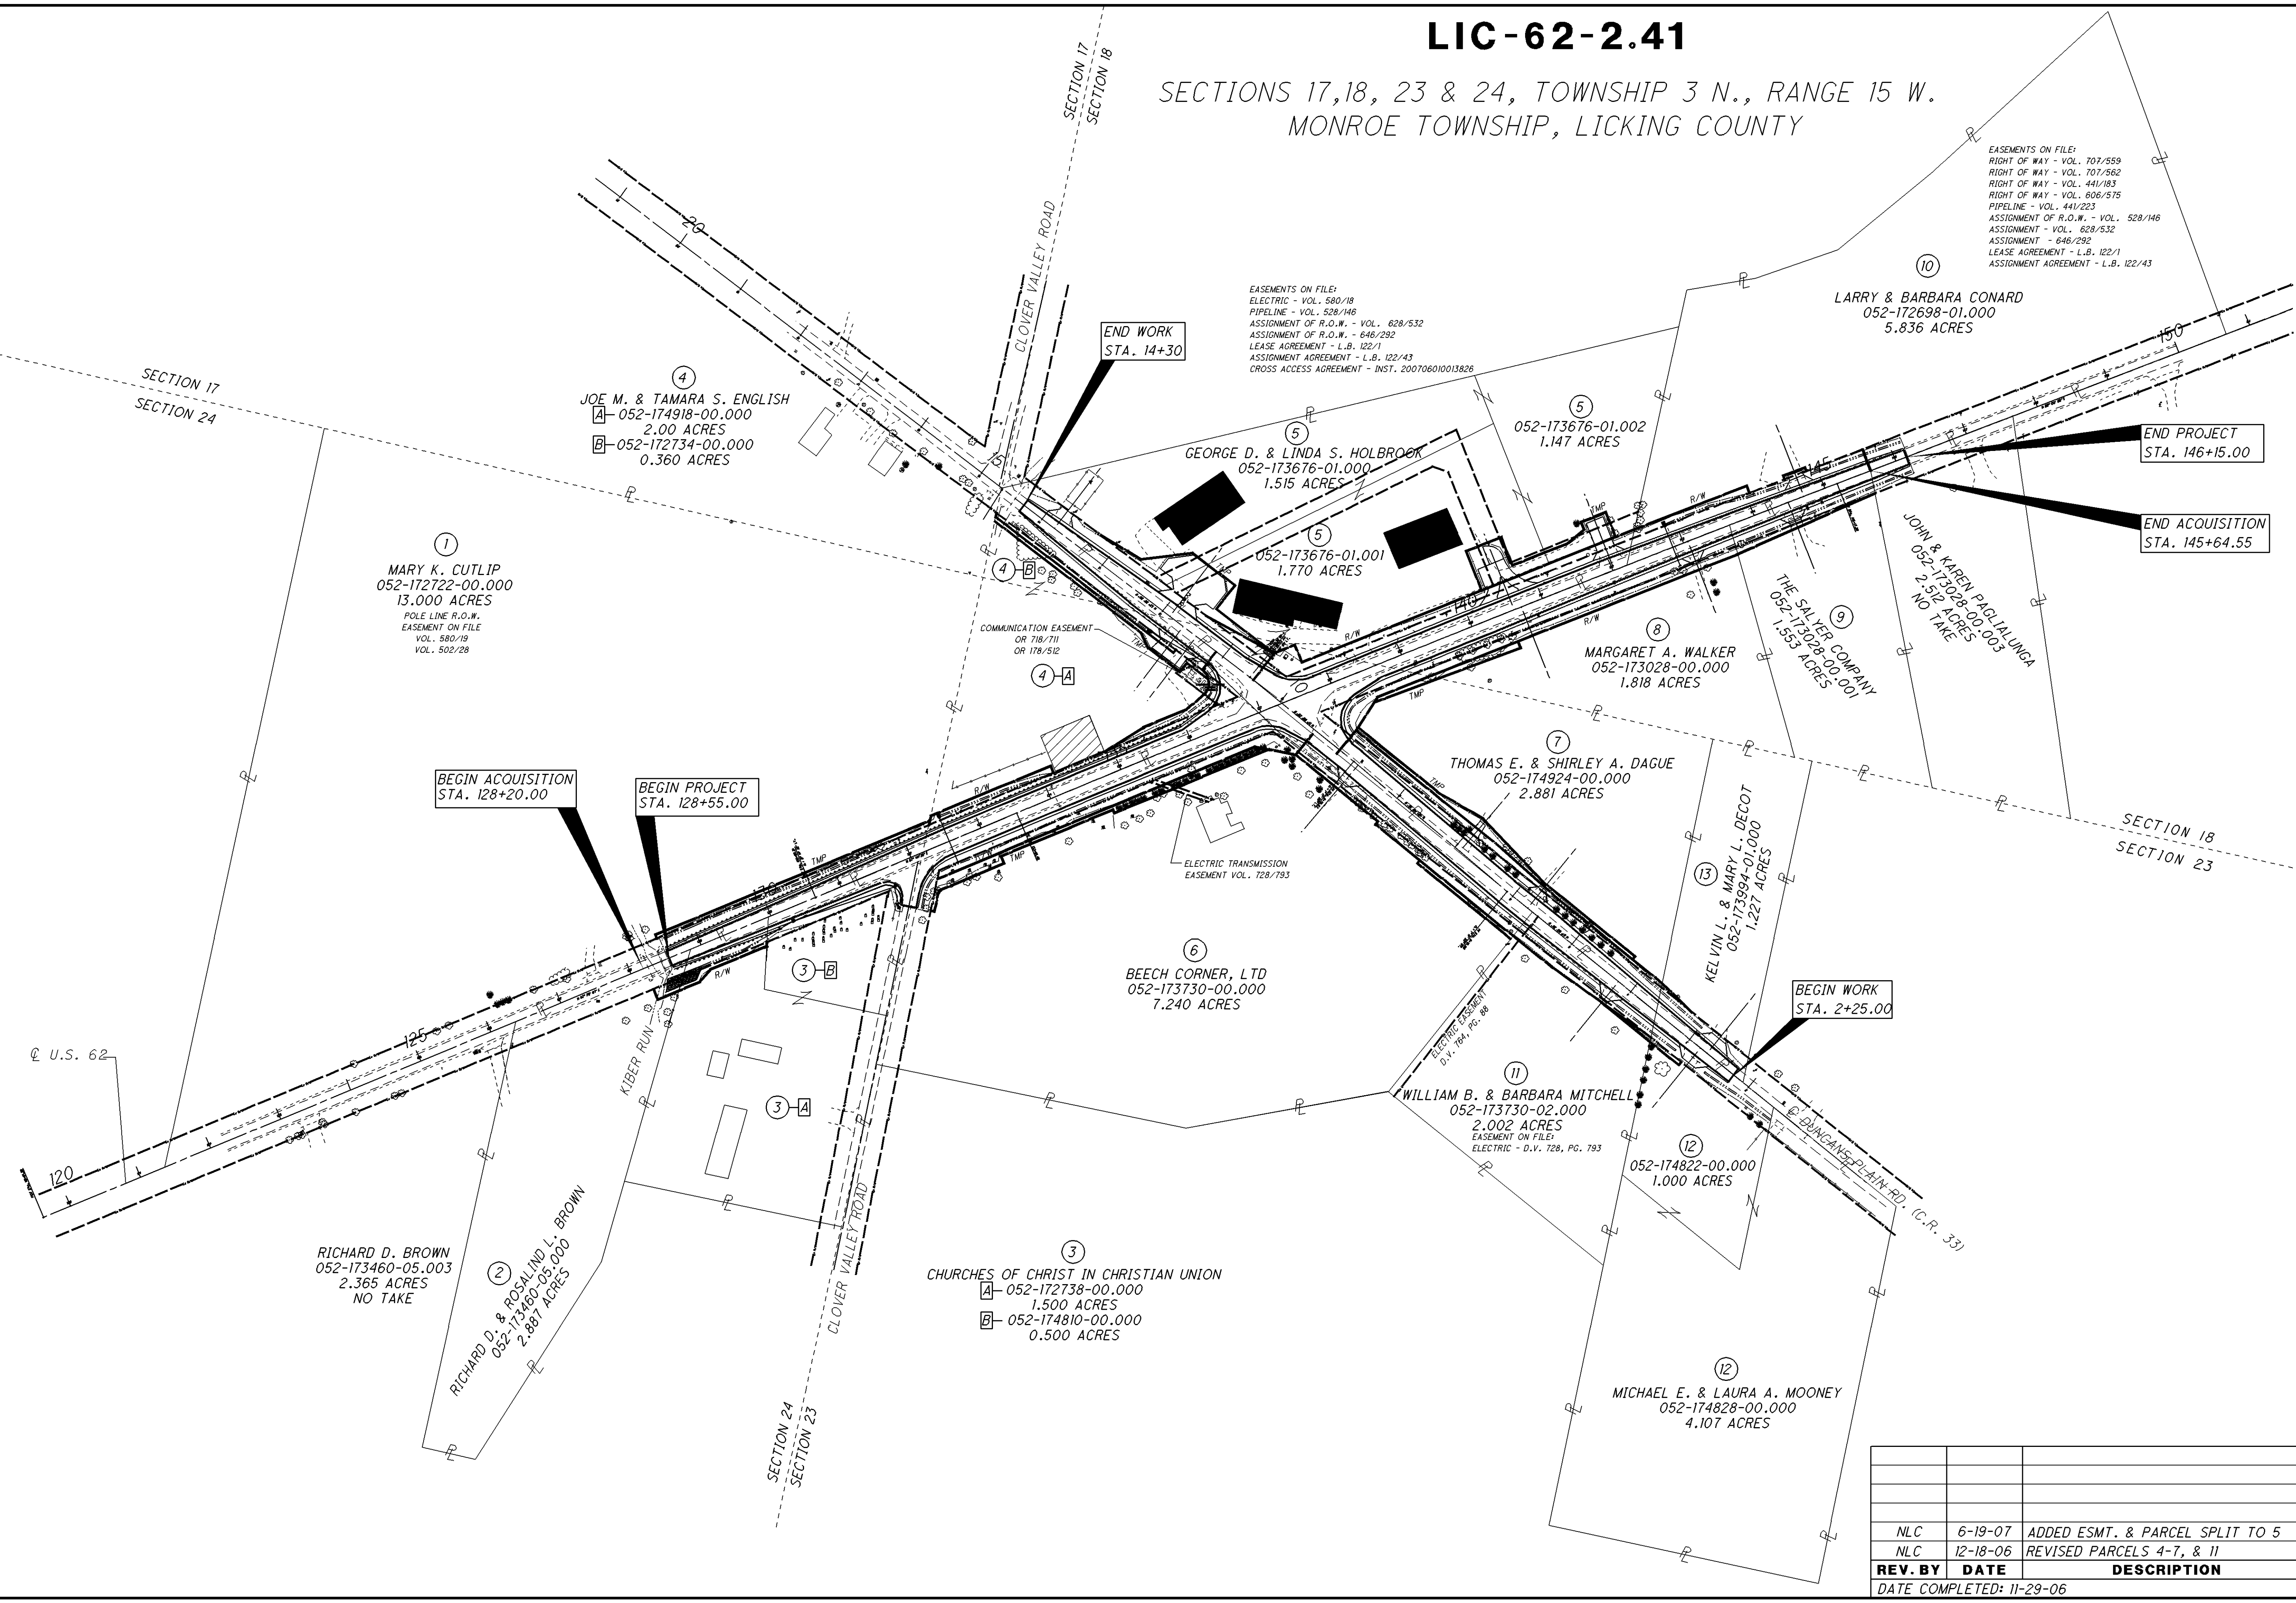 LIC-62-2.41
SECTIONS 17,18, 23 & 24, TOWNSHIP 3 N., RANGE 15 W.
MONROE TOWNSHIP, LICKING COUNTY
SECTION 17
SECTION 18
CLOVER VALLEY ROAD
20
EASEMENTS ON FILE:
RIGHT OF WAY - VOL. 707/559
RIGHT OF WAY - VOL. 707/562
RIGHT OF WAY - VOL. 441/183
RIGHT OF WAY - VOL. 606/575
PIPELINE - VOL. 441/223
ASSIGNMENT OF R.O.W. - VOL. 528/146
ASSIGNMENT - VOL. 628/532
ASSIGNMENT - 646/292
LEASE AGREEMENT - L.B. 122/1
ASSIGNMENT AGREEMENT - L.B. 122/43
10
LARRY & BARBARA CONARD
052-172698-01.000
5.836 ACRES
EASEMENTS ON FILE:
ELECTRIC - VOL. 580/18
PIPELINE - VOL. 528/146
ASSIGNMENT OF R.O.W. - VOL. 628/532
ASSIGNMENT OF R.O.W. - 646/292
LEASE AGREEMENT - L.B. 122/1
ASSIGNMENT AGREEMENT - L.B. 122/43
CROSS ACCESS AGREEMENT - INST. 200706010013826
END WORK
STA. 14+30
150
SECTION 17
SECTION 24
4
JOE M. & TAMARA S. ENGLISH
A 052-174918-00.000
2.00 ACRES
B 052-172734-00.000
0.360 ACRES
15
5
GEORGE D. & LINDA S. HOLBROOK
052-173676-01.000
1.515 ACRES
5
052-173676-01.002
1.147 ACRES
5
052-173676-01.001
1.770 ACRES
145
END PROJECT
STA. 146+15.00
END ACQUISITION
STA. 145+64.55
1
MARY K. CUTLIP
052-172722-00.000
13.000 ACRES
POLE LINE R.O.W.
EASEMENT ON FILE
VOL. 580/19
VOL. 502/28
4 B
COMMUNICATION EASEMENT
OR 718/711
OR 178/512
4 A
TMP
TMP
R/W
140
R/W
TMP
R/W
TMP
8
MARGARET A. WALKER
052-173028-00.000
1.818 ACRES
9
THE SALYER COMPANY
052-173028-00.001
1.553 ACRES
JOHN & KAREN PAGLIALUNGA
052-173028-00.003
2.512 ACRES
NO TAKE
7
THOMAS E. & SHIRLEY A. DAGUE
052-174924-00.000
2.881 ACRES
TMP
BEGIN ACQUISITION
STA. 128+20.00
BEGIN PROJECT
STA. 128+55.00
R/W
TMP
TMP
ELECTRIC TRANSMISSION
EASEMENT VOL. 728/793
13
KELVIN L. & MARY L. DECOT
052-173994-01.000
1.227 ACRES
SECTION 18
SECTION 23
6
BEECH CORNER, LTD
052-173730-00.000
7.240 ACRES
3 B
R/W
BEGIN WORK
STA. 2+25.00
ELECTRIC EASEMENT
D.V. 764, PG. 88
125
℄ U.S. 62
KIBER RUN
3 A
11
WILLIAM B. & BARBARA MITCHELL
052-173730-02.000
2.002 ACRES
EASEMENT ON FILE:
ELECTRIC - D.V. 728, PG. 793
12
052-174822-00.000
1.000 ACRES
℄ DUNCANS PLAIN RD. (C.R. 33)
120
RICHARD D. BROWN
052-173460-05.003
2.365 ACRES
NO TAKE
2
RICHARD D. & ROSALIND L. BROWN
052-173460-05.000
2.887 ACRES
CLOVER VALLEY ROAD
3
CHURCHES OF CHRIST IN CHRISTIAN UNION
A 052-172738-00.000
1.500 ACRES
B 052-174810-00.000
0.500 ACRES
SECTION 24
SECTION 23
12
MICHAEL E. & LAURA A. MOONEY
052-174828-00.000
4.107 ACRES
NLC 6-19-07 ADDED ESMT. & PARCEL SPLIT TO 5
NLC 12-18-06 REVISED PARCELS 4-7, & 11
REV. BY DATE DESCRIPTION
DATE COMPLETED: 11-29-06